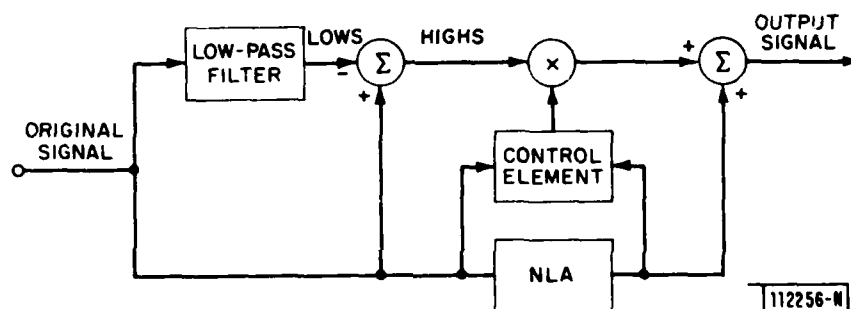 OUTPUT
SIGNAL
LOW-PASS
FILTER
LOWS
HIGHS
−
Σ
+
×
+
Σ
+
ORIGINAL
SIGNAL
CONTROL
ELEMENT
NLA
112256-N